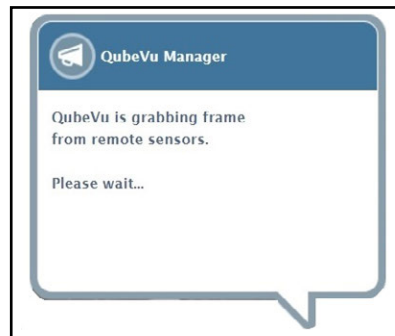 QubeVu Manager
QubeVu is grabbing frame
from remote sensors.
Please wait...